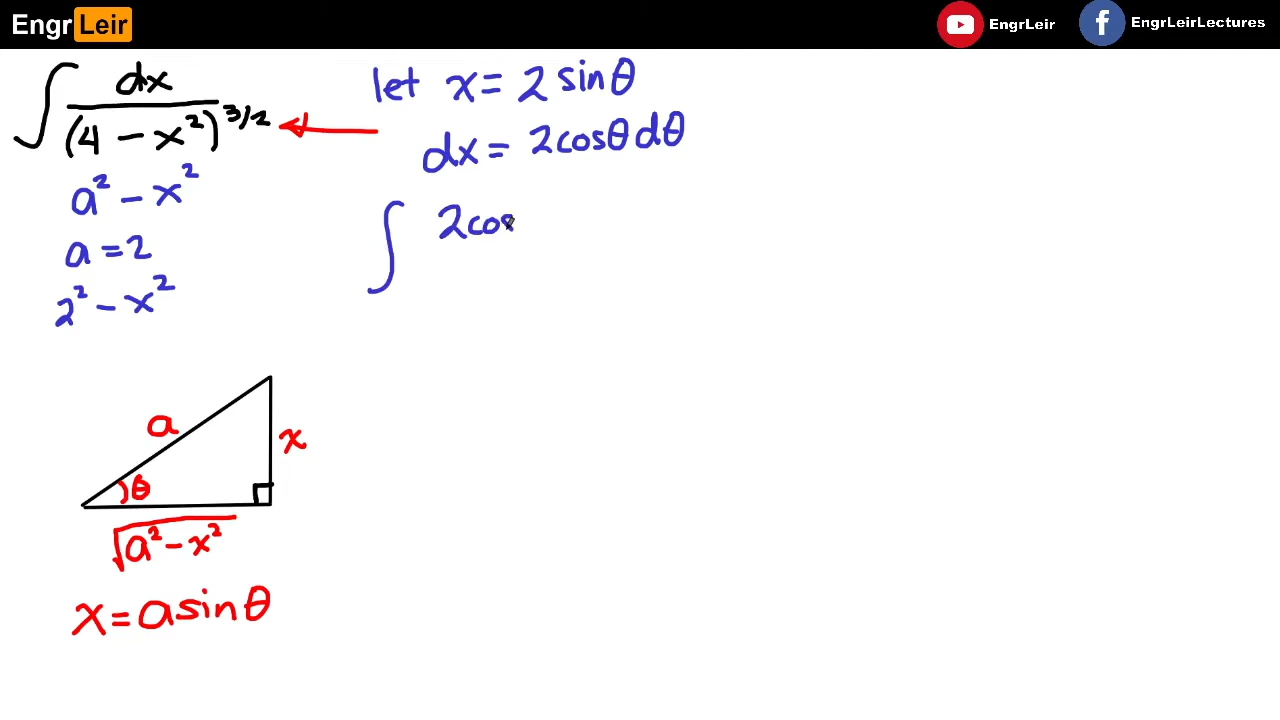 EngrLeir
EngrLeir
EngrLeirLectures
∫ dx / (4 − x²)^3/2
a² − x²
a = 2
2² − x²
let x = 2 sinθ
dx = 2cosθ dθ
∫ 2cos
a
x
θ
√a² − x²
x = a sinθ